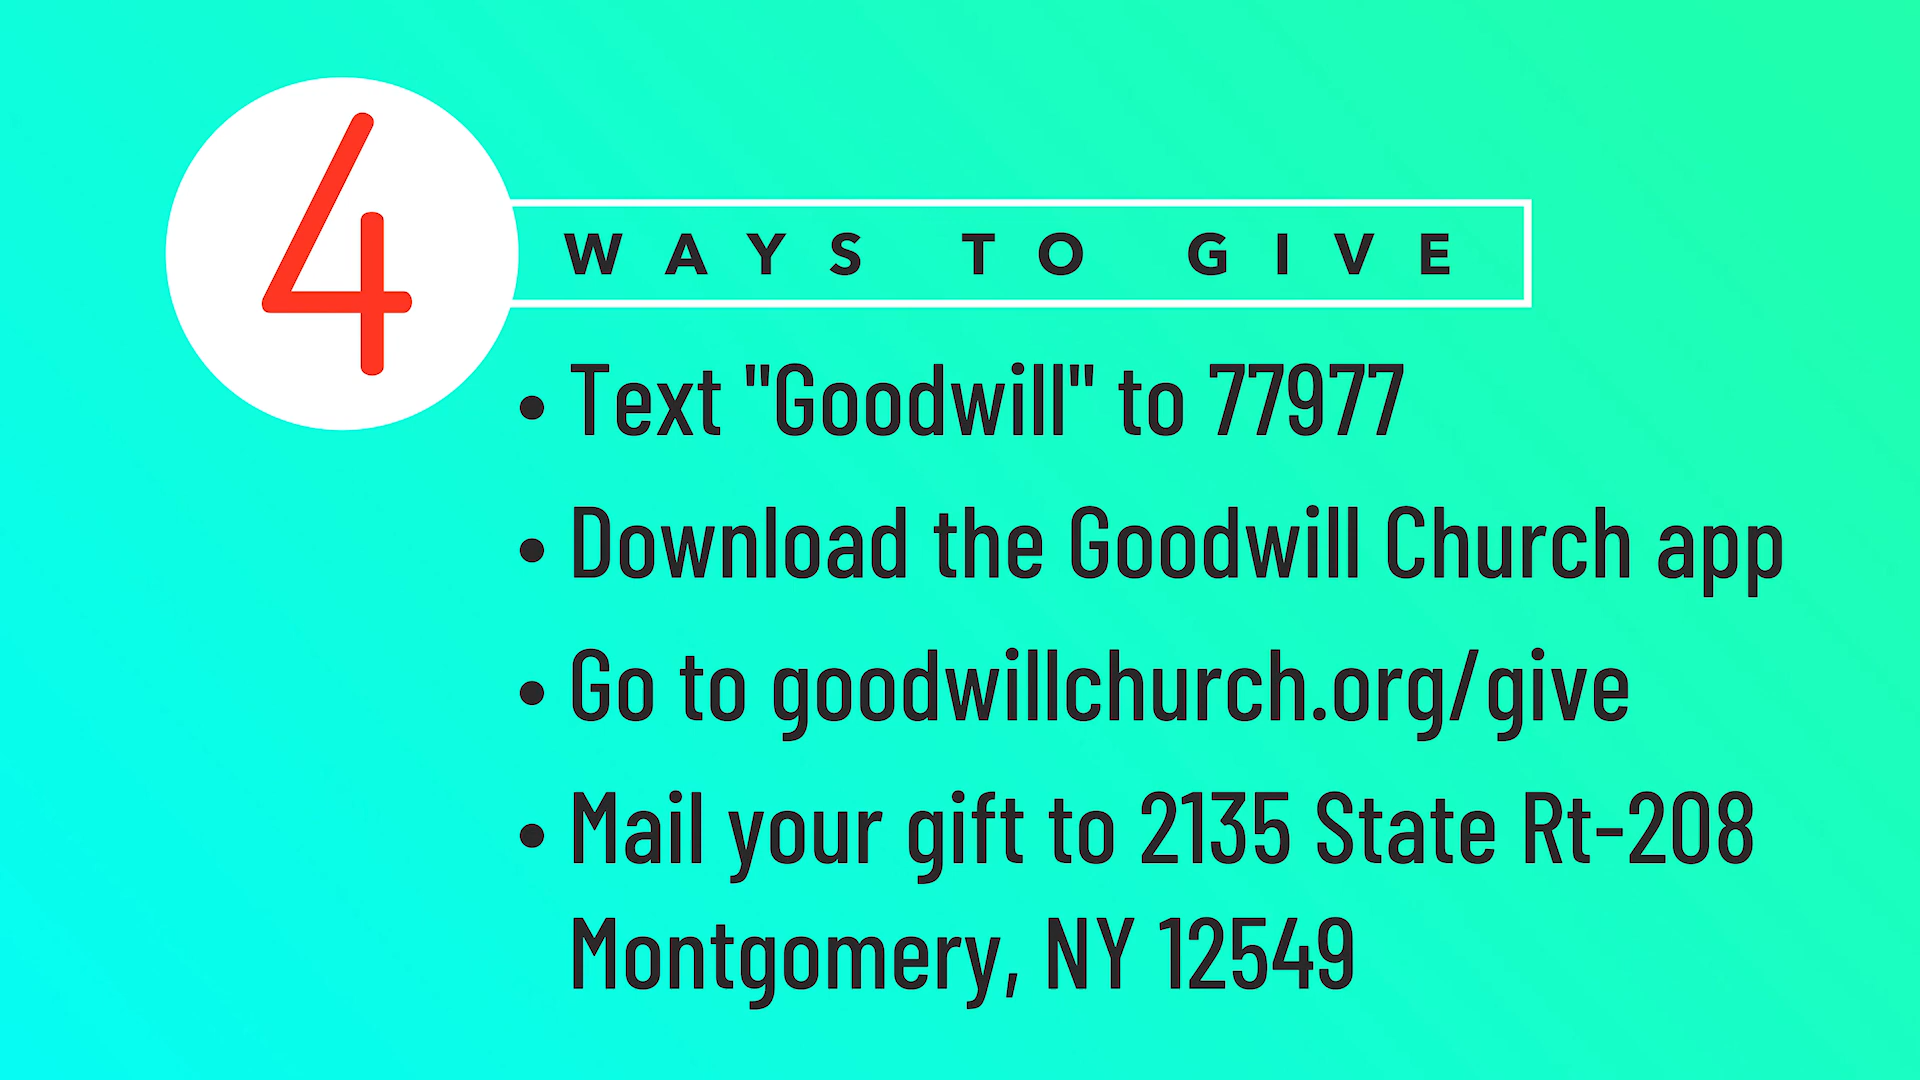 4
WAYS TO GIVE
• Text "Goodwill" to 77977
• Download the Goodwill Church app
• Go to goodwillchurch.org/give
• Mail your gift to 2135 State Rt-208
Montgomery, NY 12549